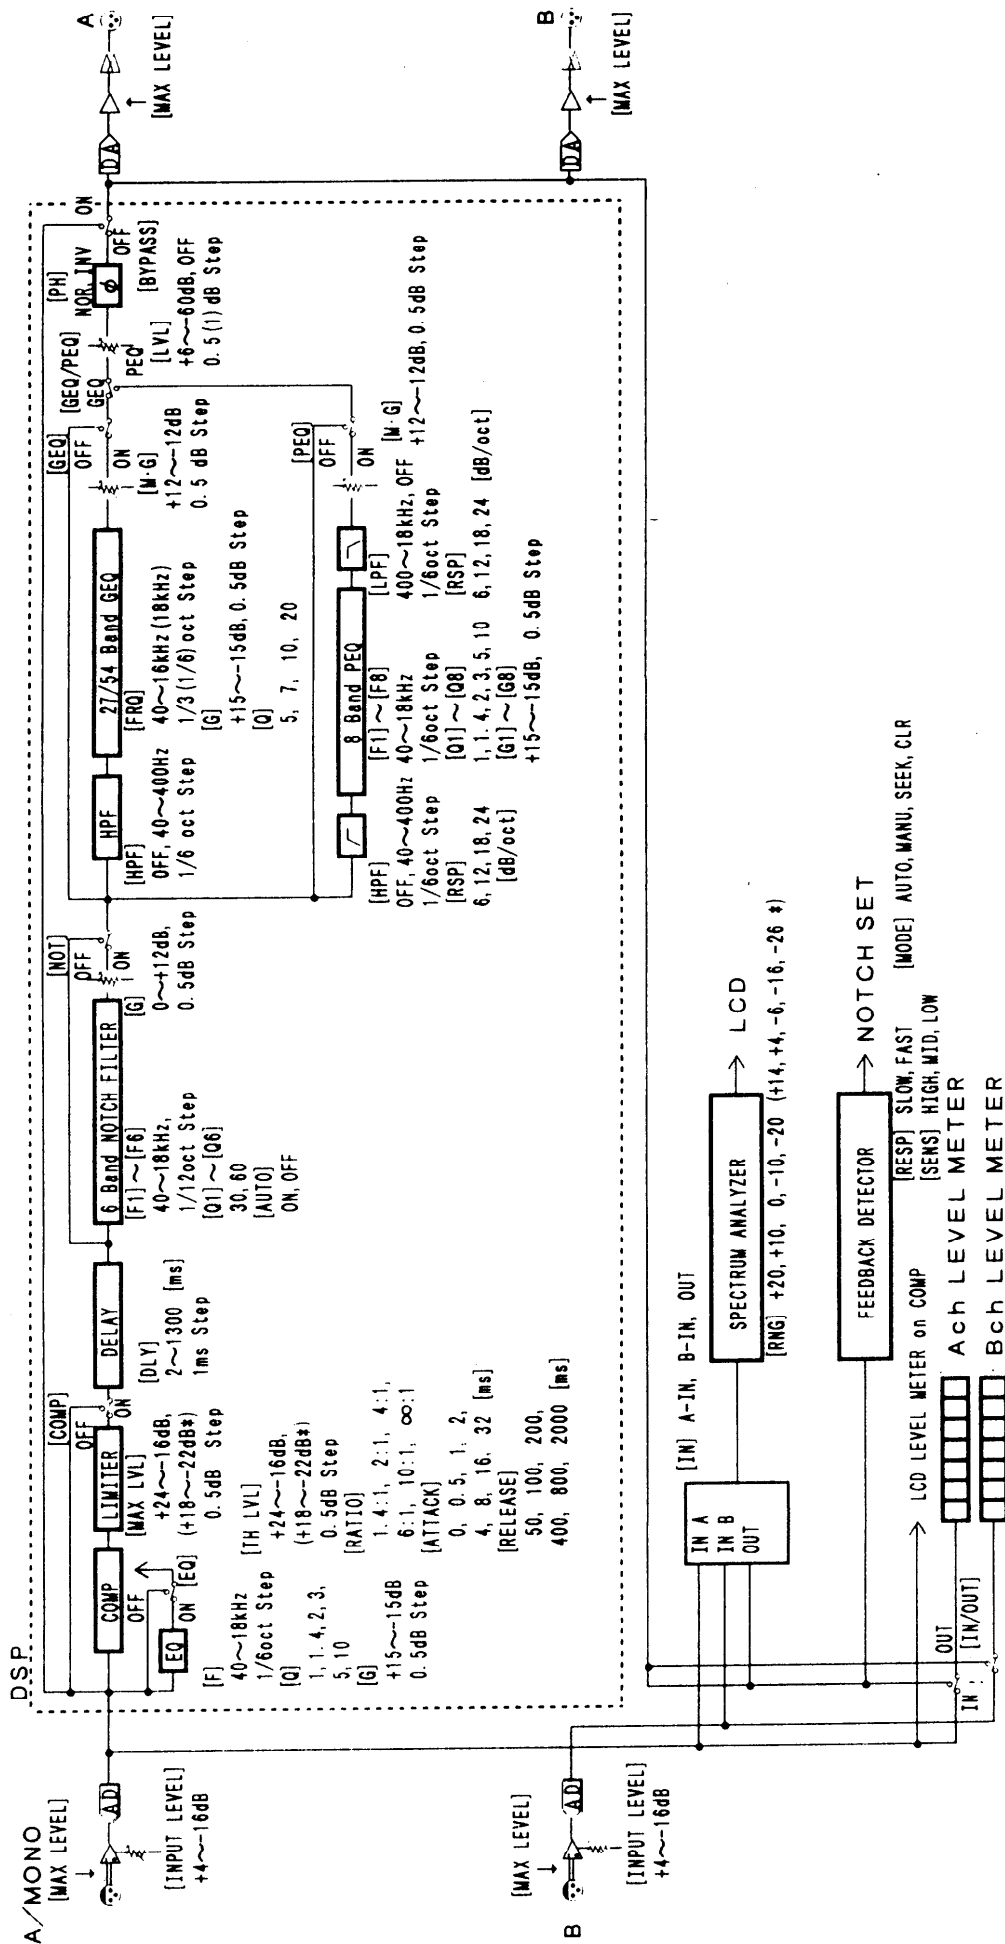 DSP
A/MONO
[MAX LEVEL]
AD
[INPUT LEVEL]
+4~-16dB
[COMP]
COMP
LIMITER
OFF
ON
OFF
EQ
ON [EQ]
[F]
40~18kHz
1/6oct Step
[Q]
1, 1.4, 2, 3,
5, 10
[G]
+15~-15dB
0.5dB Step
[MAX LVL]
+24~-16dB,
(+18~-22dB*)
0.5dB Step
[TH LVL]
+24~-16dB,
(+18~-22dB*)
0.5dB Step
[RATIO]
1.4:1, 2:1, 4:1,
6:1, 10:1, ∞:1
[ATTACK]
0, 0.5, 1, 2,
4, 8, 16, 32 [ms]
[RELEASE]
50, 100, 200,
400, 800, 2000 [ms]
DELAY
[DLY]
2~1300 [ms]
1ms Step
[NOT]
6 Band NOTCH FILTER
OFF
ON
[F1]~[F6]
40~18kHz,
1/12oct Step
[Q1]~[Q6]
30, 60
[AUTO]
ON, OFF
[G]
0~+12dB,
0.5dB Step
HPF
[HPF]
OFF, 40~400Hz
1/6 oct Step
27/54 Band GEQ
[FRQ]
40~16kHz (18kHz)
1/3 (1/6) oct Step
[G]
+15~-15dB, 0.5dB Step
[Q]
5, 7, 10, 20
[GEQ]
OFF
ON
[M·G]
+12~-12dB
0.5 dB Step
[GEQ/PEQ]
GEQ
PEQ
[LVL]
+6~-60dB, OFF
0.5 (1) dB Step
[PH]
NOR, INV
ϕ
ON
OFF
[BYPASS]
DA
[MAX LEVEL]
A
[HPF]
OFF, 40~400Hz
1/6oct Step
[RSP]
6, 12, 18, 24
[dB/oct]
8 Band PEQ
[F1]~[F8]
40~18kHz
1/6oct Step
[Q1]~[Q8]
1, 1.4, 2, 3, 5, 10
[G1]~[G8]
+15~-15dB, 0.5dB Step
[LPF]
400~18kHz, OFF
1/6oct Step
[RSP]
6, 12, 18, 24 [dB/oct]
[PEQ]
OFF
ON
[M·G]
+12~-12dB, 0.5dB Step
DA
[MAX LEVEL]
B
[MAX LEVEL]
AD
B
[INPUT LEVEL]
+4~-16dB
IN A
IN B
OUT
[IN] A-IN, B-IN, OUT
SPECTRUM ANALYZER
LCD
[RNG] +20, +10, 0, -10, -20 (+14, +4, -6, -16, -26 *)
FEEDBACK DETECTOR
NOTCH SET
[RESP] SLOW, FAST
[SENS] HIGH, MID, LOW
[MODE] AUTO, MANU, SEEK, CLR
LCD LEVEL METER on COMP
OUT
IN
[IN/OUT]
Ach LEVEL METER
Bch LEVEL METER